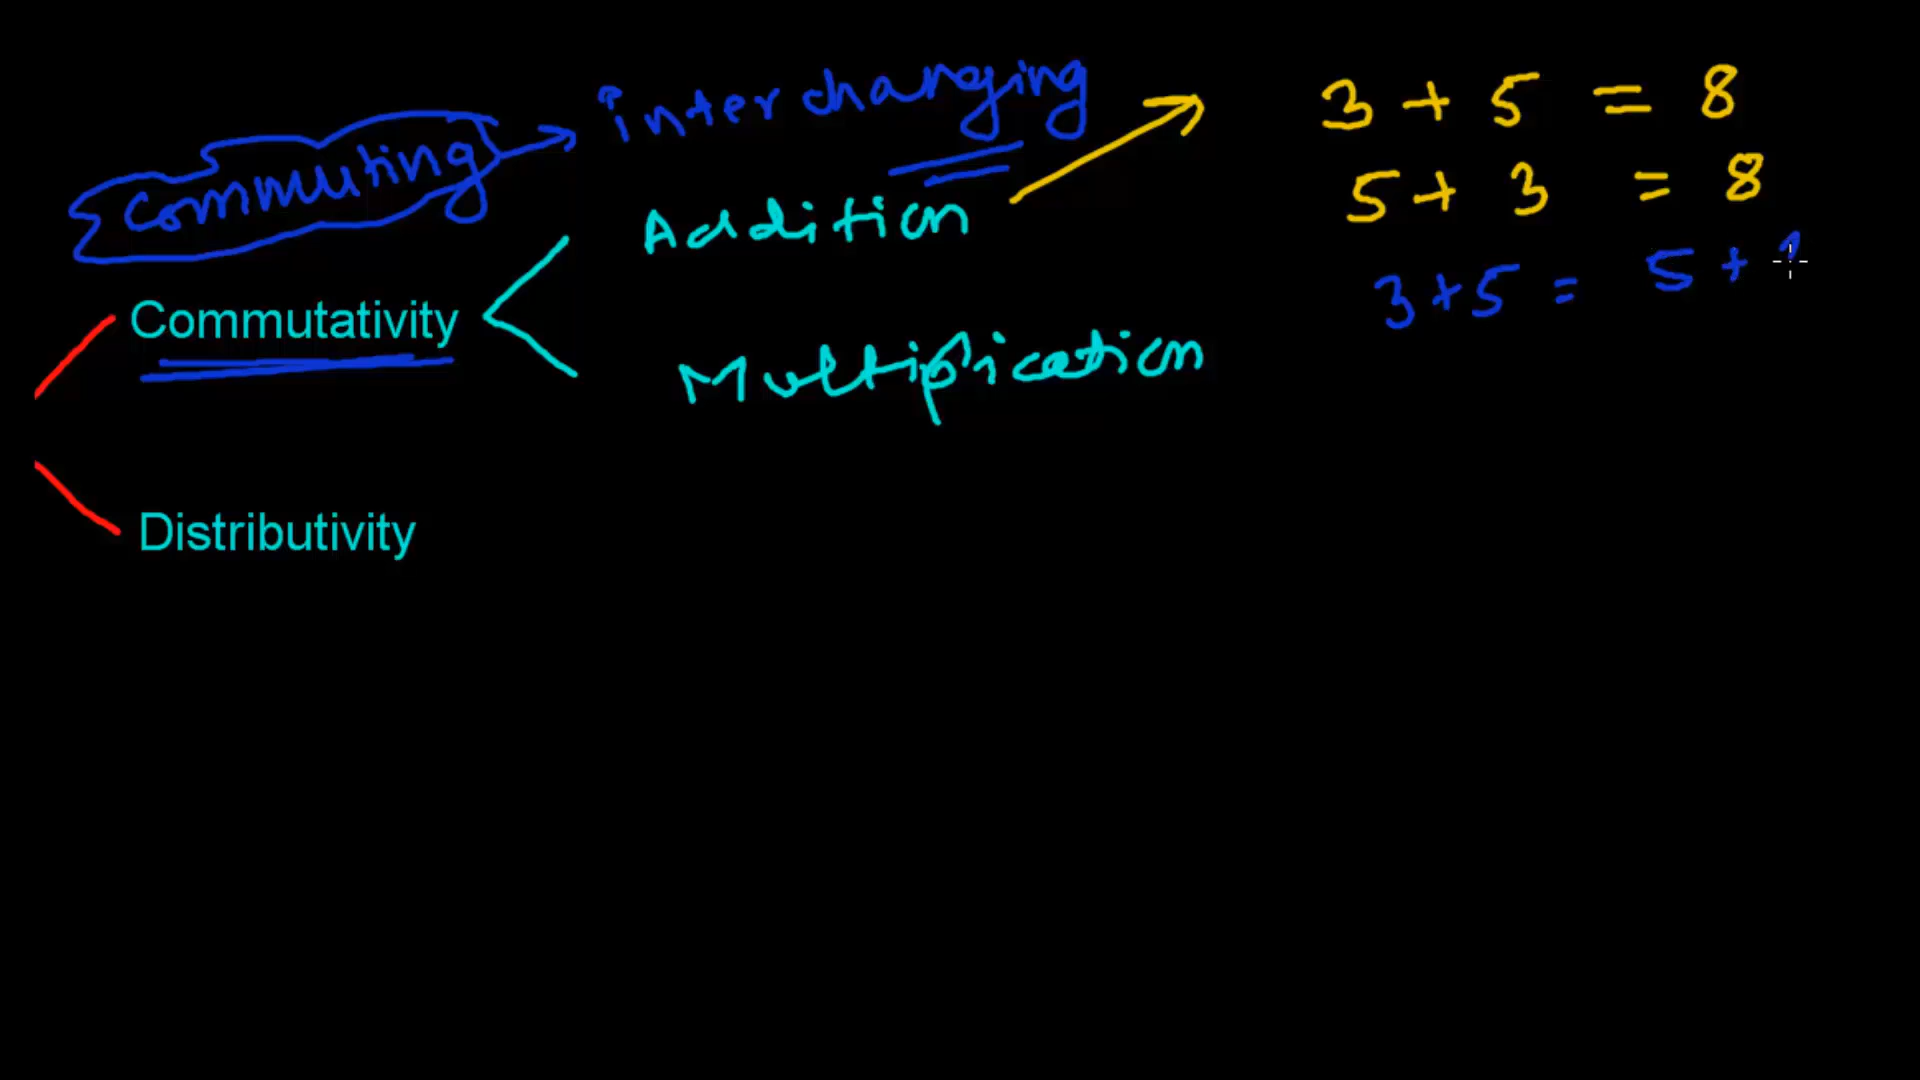 Commuting
interchanging
3 + 5 = 8
Addition
5 + 3 = 8
3 + 5 = 5 +
Commutativity
Multiplication
Distributivity